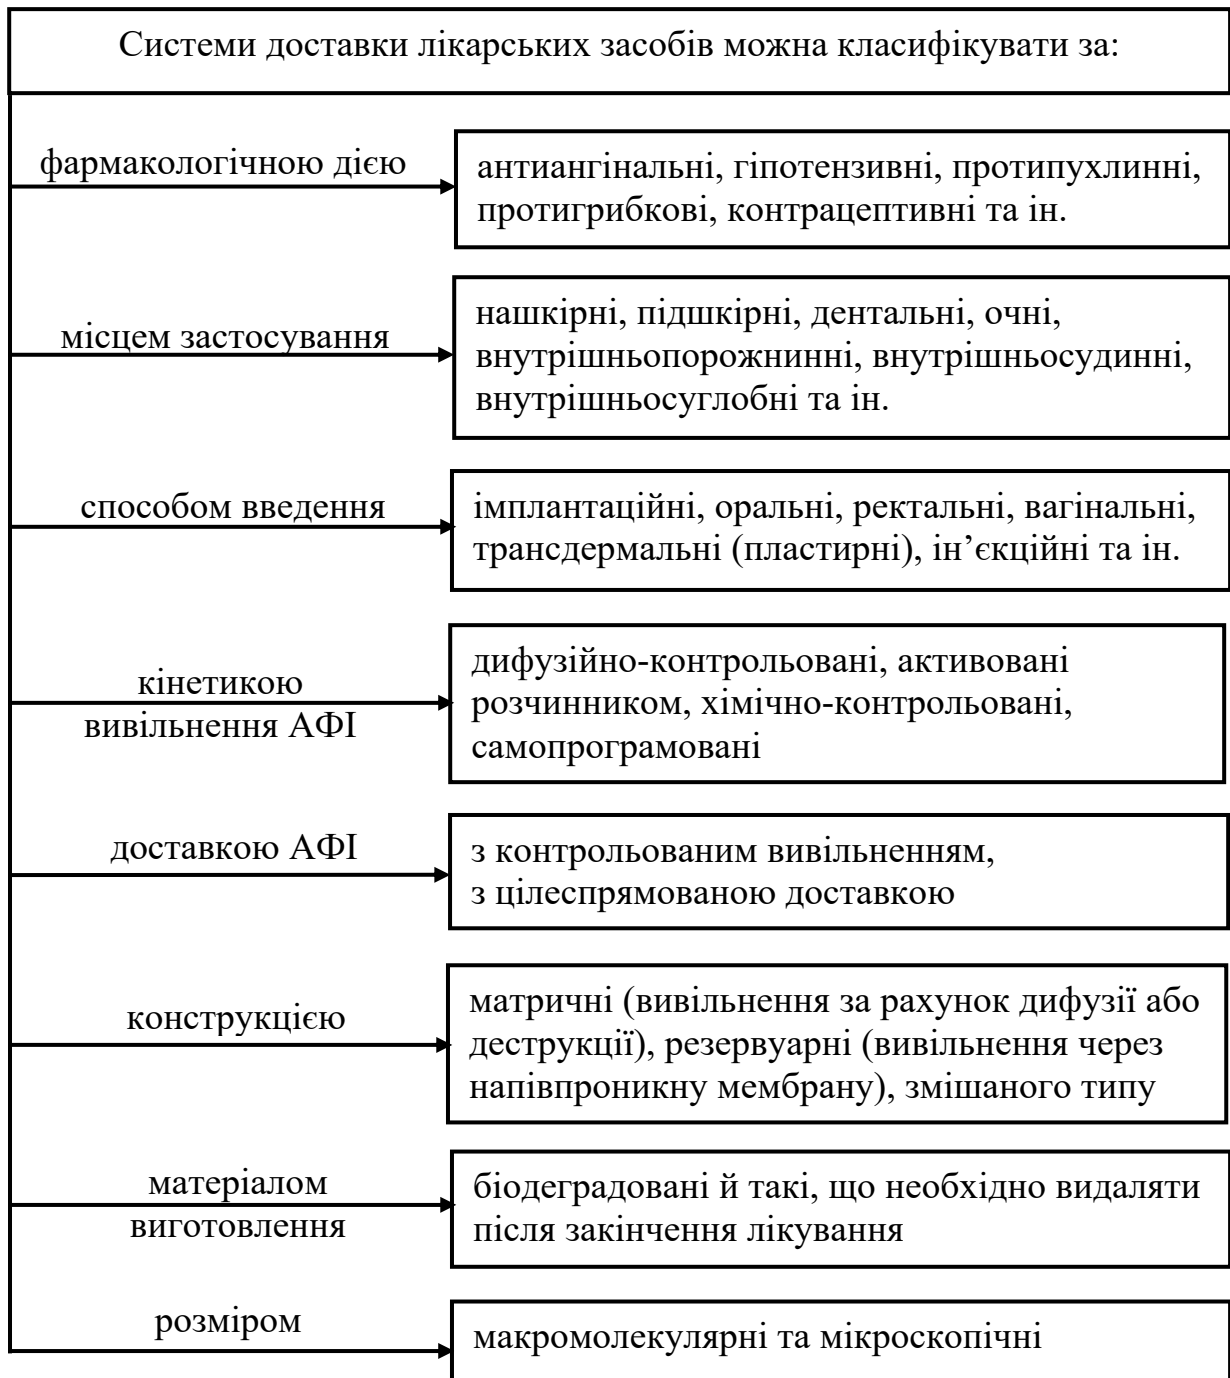 Системи доставки лікарських засобів можна класифікувати за:
фармакологічною дією
антиангінальні, гіпотензивні, протипухлинні,
протигрибкові, контрацептивні та ін.
місцем застосування
нашкірні, підшкірні, дентальні, очні,
внутрішньопорожнинні, внутрішньосудинні,
внутрішньосуглобні та ін.
способом введення
імплантаційні, оральні, ректальні, вагінальні,
трансдермальні (пластирні), ін’єкційні та ін.
кінетикою
вивільнення АФІ
дифузійно-контрольовані, активовані
розчинником, хімічно-контрольовані,
самопрограмовані
доставкою АФІ
з контрольованим вивільненням,
з цілеспрямованою доставкою
конструкцією
матричні (вивільнення за рахунок дифузії або
деструкції), резервуарні (вивільнення через
напівпроникну мембрану), змішаного типу
матеріалом
виготовлення
біодеградовані й такі, що необхідно видаляти
після закінчення лікування
розміром
макромолекулярні та мікроскопічні